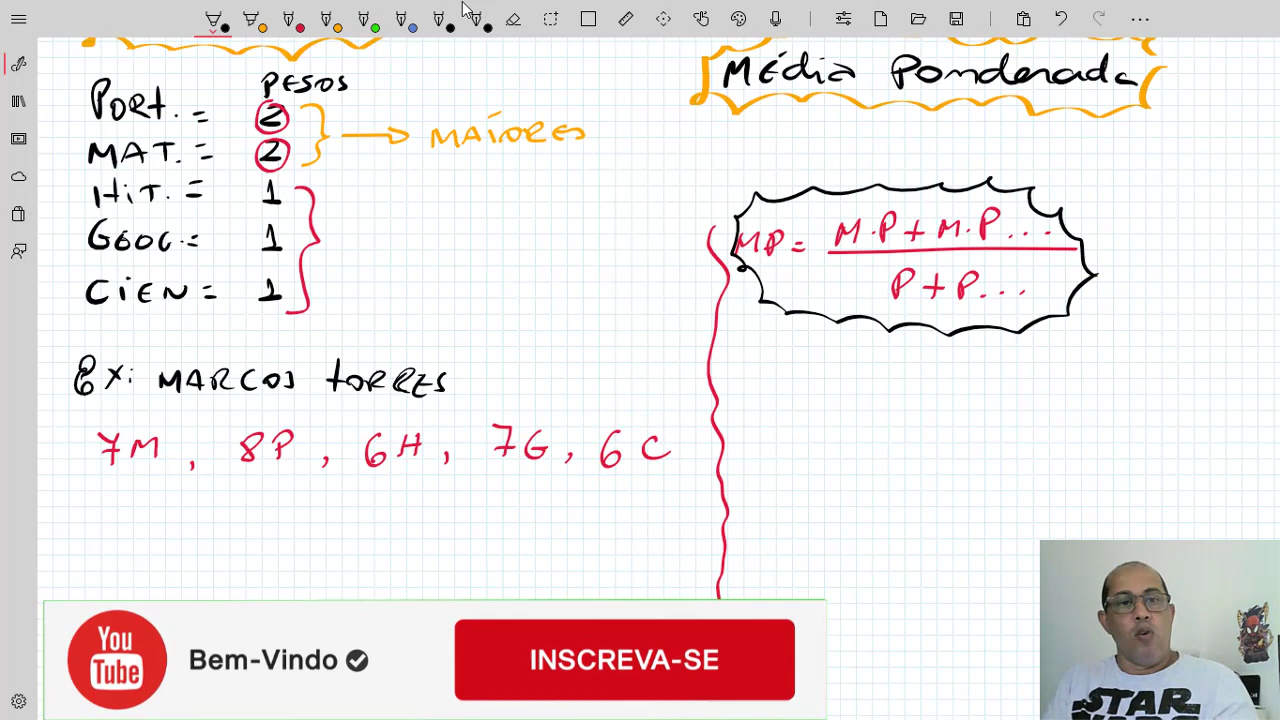 Média Ponderada
PESOS
PORT. = 2
MAT. = 2
MAIORES
HiT. = 1
GEOG. = 1
CiEN = 1
MP = M.P + M.P...
P + P...
Ex: MARCOS torRES
7M, 8P, 6H, 7G, 6C
You
Tube
Bem-Vindo
INSCREVA-SE
STAR